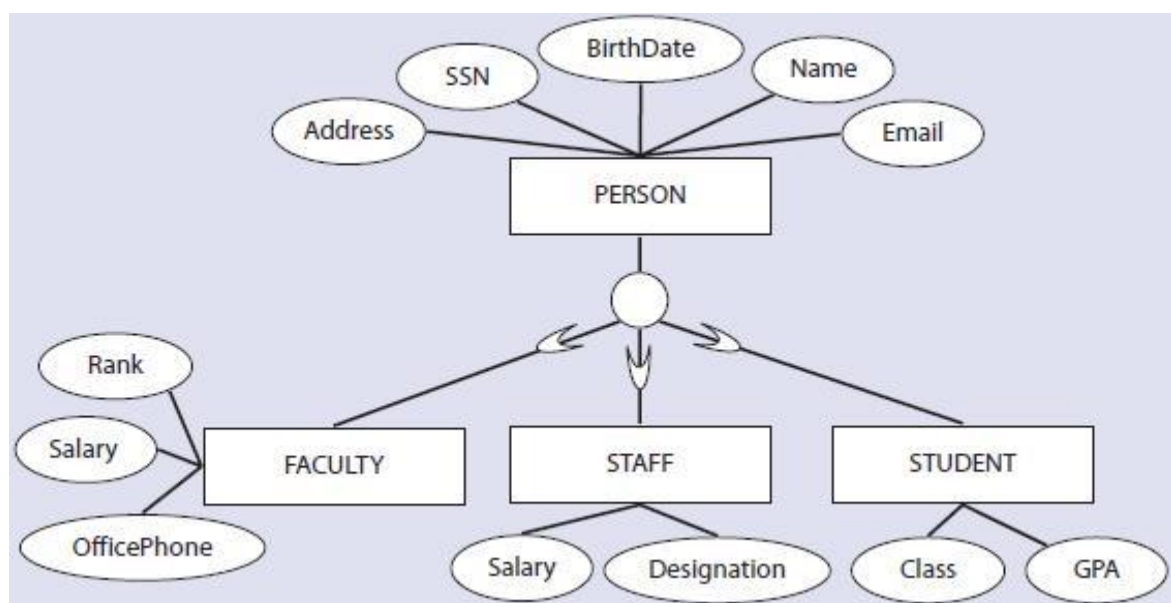 BirthDate
SSN
Name
Address
Email
PERSON
Rank
Salary
FACULTY
STAFF
STUDENT
OfficePhone
Salary
Designation
Class
GPA